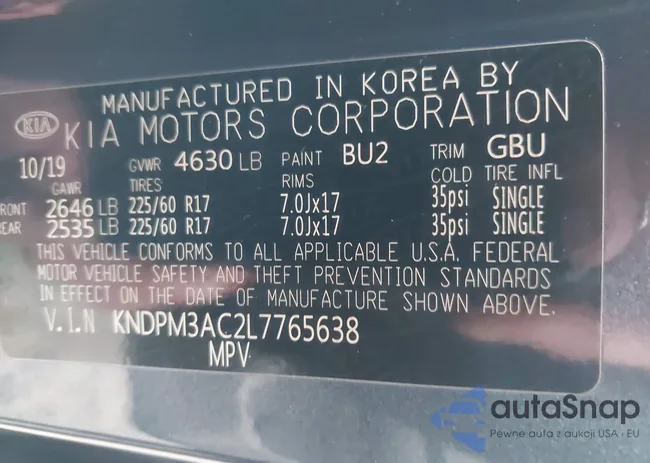 MANUFACTURED IN KOREA BY
KIA KIA MOTORS CORPORATION
10/19 GVWR 4630 LB PAINT BU2 TRIM GBU
GAWR TIRES RIMS COLD TIRE INFL
FRONT 2646 LB 225/60 R17 7.0Jx17 35psi SINGLE
REAR 2535 LB 225/60 R17 7.0Jx17 35psi SINGLE
THIS VEHICLE CONFORMS TO ALL APPLICABLE U.S.A. FEDERAL
MOTOR VEHICLE SAFETY AND THEFT PREVENTION STANDARDS
IN EFFECT ON THE DATE OF MANUFACTURE SHOWN ABOVE.
V.I.N KNDPM3AC2L7765638
MPV
autaSnap
Pewne auta z aukcji USA i EU